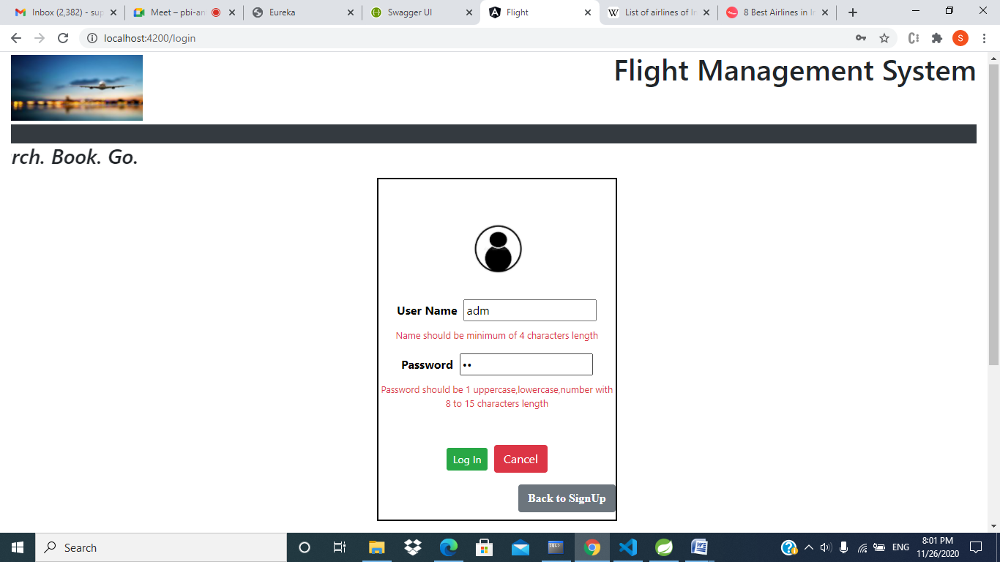 Inbox (2,382) - sup
Meet – pbi-an
Eureka
Swagger UI
Flight
List of airlines of In
8 Best Airlines in In
localhost:4200/login
S
Flight Management System
rch. Book. Go.
User Name adm
Name should be minimum of 4 characters length
Password
Password should be 1 uppercase,lowercase,number with
8 to 15 characters length
Log In Cancel
Back to SignUp
Search
SQL>
W
ENG
8:01 PM
11/26/2020